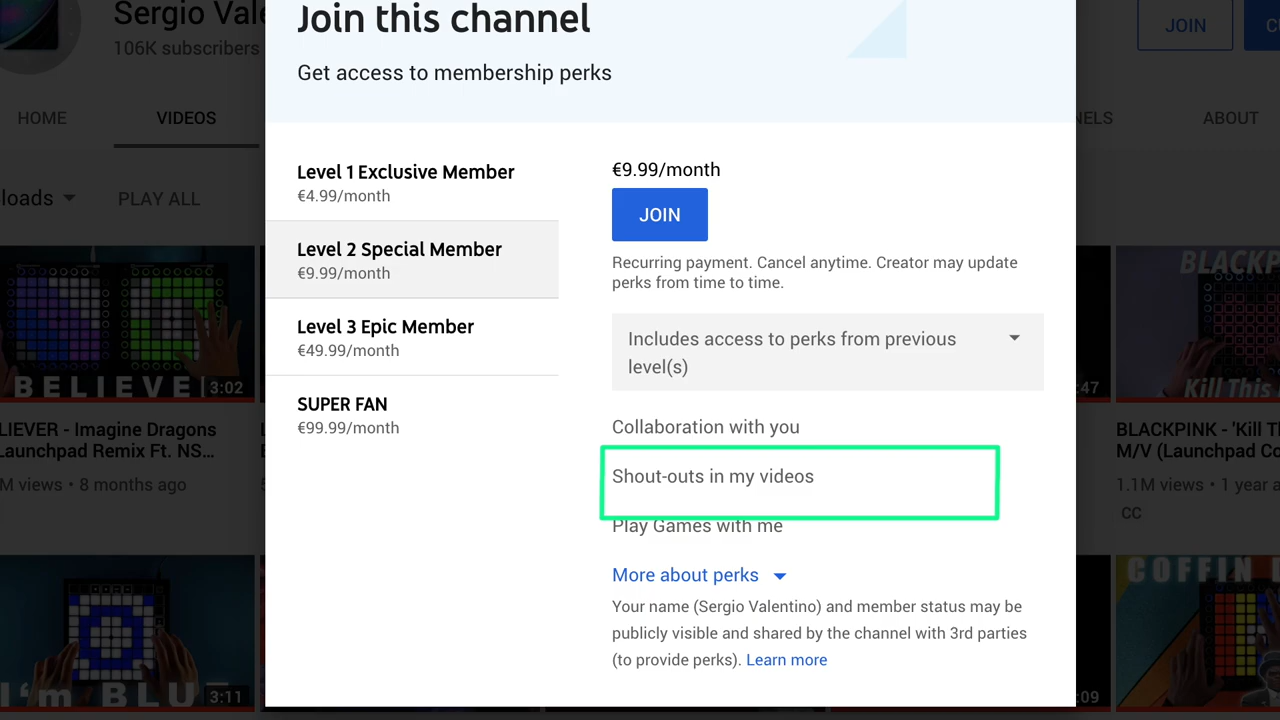 Sergio Vale
106K subscribers
JOIN
HOME
VIDEOS
NELS
ABOUT
loads
PLAY ALL
Join this channel
Get access to membership perks
Level 1 Exclusive Member
€4.99/month
Level 2 Special Member
€9.99/month
Level 3 Epic Member
€49.99/month
SUPER FAN
€99.99/month
€9.99/month
JOIN
Recurring payment. Cancel anytime. Creator may update
perks from time to time.
Includes access to perks from previous
level(s)
Collaboration with you
Shout-outs in my videos
Play Games with me
More about perks
Your name (Sergio Valentino) and member status may be
publicly visible and shared by the channel with 3rd parties
(to provide perks). Learn more
BELIEVE
3:02
LIEVER - Imagine Dragons
Launchpad Remix Ft. NS...
M views • 8 months ago
:47
BLACKP
Kill This
BLACKPINK - 'Kill Th
M/V (Launchpad Co
1.1M views • 1 year a
CC
I'm BLU
3:11
:09
COFFIN